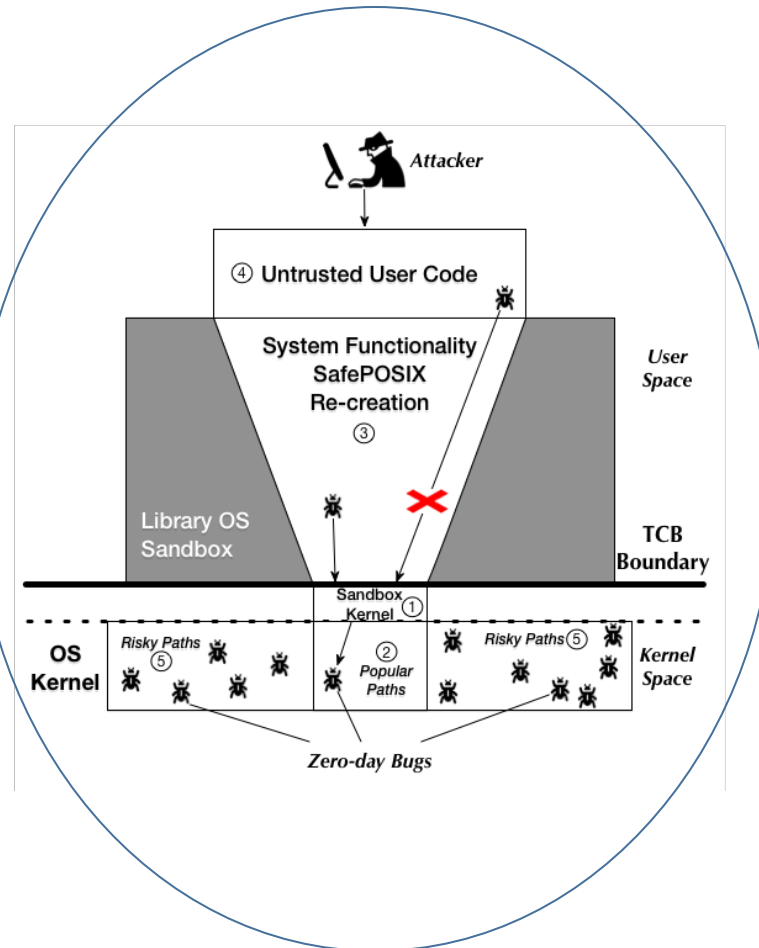 Attacker
④ Untrusted User Code
System Functionality
SafePOSIX
Re-creation
③
User
Space
Library OS
Sandbox
TCB
Boundary
Sandbox
Kernel ①
OS
Kernel
Risky Paths
⑤
②
Popular
Paths
Risky Paths ⑤
Kernel
Space
Zero-day Bugs